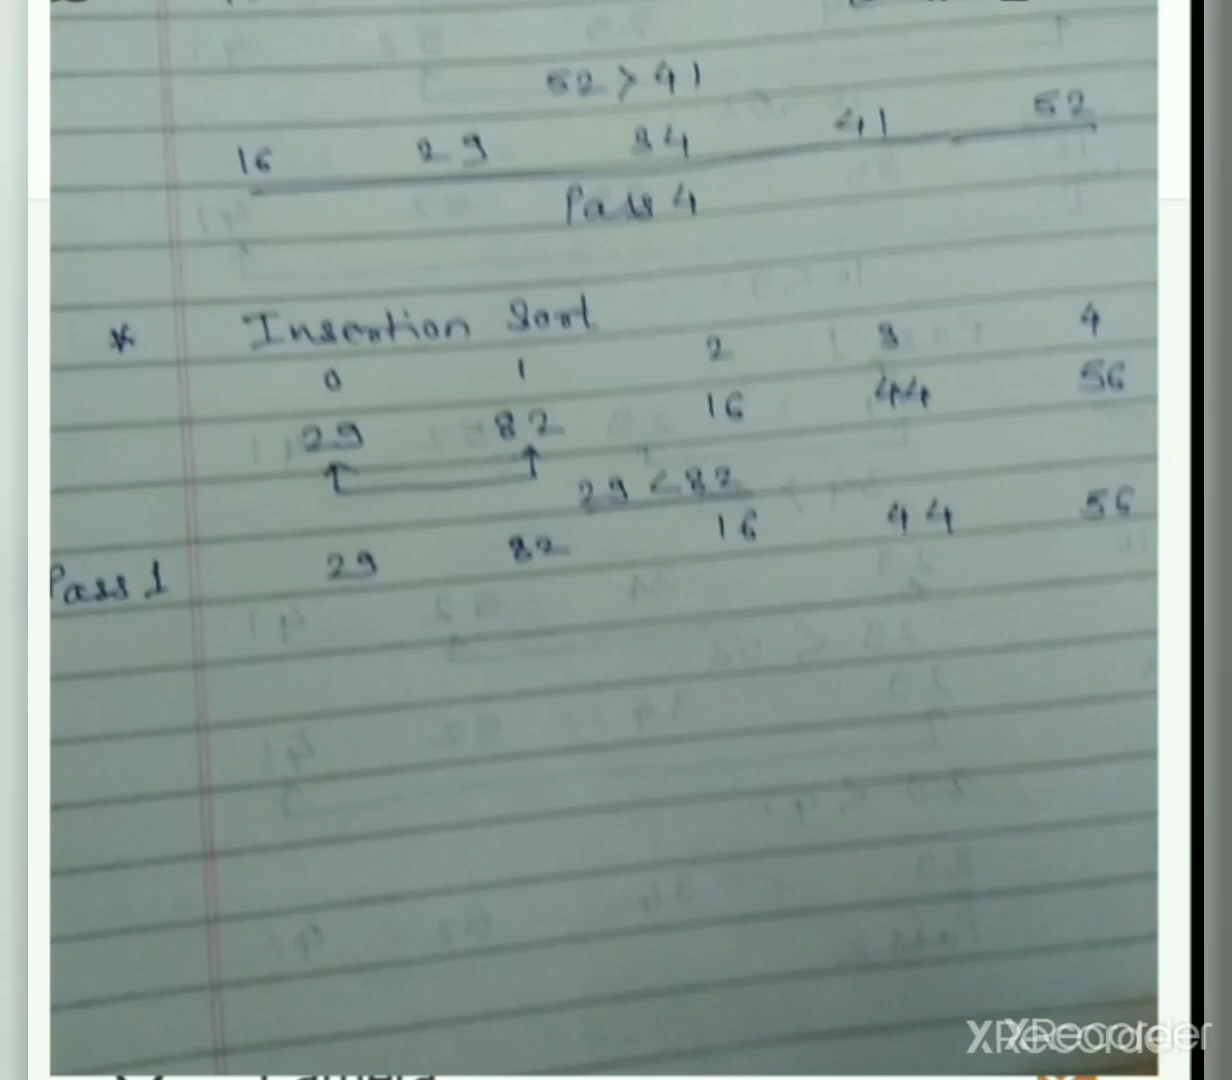 52 > 41
16 29 34 41 52
Pass 4
* Insertion Sort
0 1 2 3 4
29 82 16 44 56
29 < 82
Pass 1 29 82 16 44 56
XRecorder